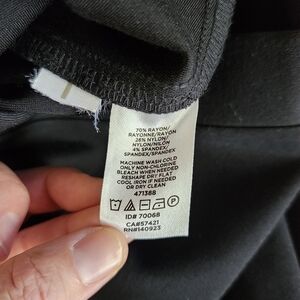 70% RAYON/
RAYONNE/RAYON
26% NYLON/
NYLON/NILON
4% SPANDEX/
SPANDEX/SPANDEX
MACHINE WASH COLD
ONLY NON-CHLORINE
BLEACH WHEN NEEDED
RESHAPE DRY FLAT
COOL IRON IF NEEDED
OR DRY CLEAN
471388
ID# 70068
CA#57421
RN#140923